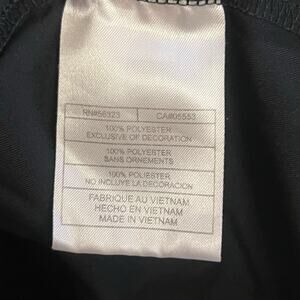 RN#56323 CA#05553
100% POLYESTER
EXCLUSIVE OF DECORATION
100% POLYESTER
SANS ORNEMENTS
100% POLIESTER
NO INCLUYE LA DECORACION
FABRIQUE AU VIETNAM
HECHO EN VIETNAM
MADE IN VIETNAM